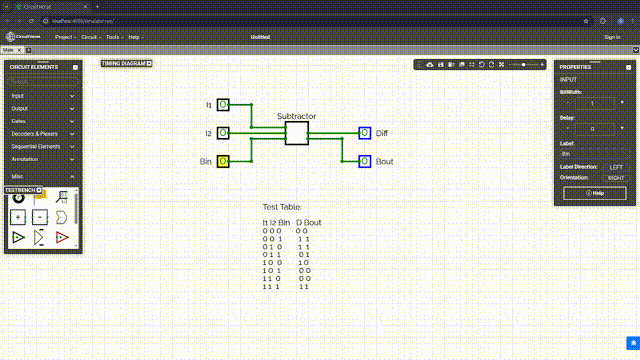 CircuitVerse
localhost:4000/simulatorvue/
CircuitVerse
Project
Circuit
Tools
Help
Untitled
Sign In
Main
CIRCUIT ELEMENTS
Input
Output
Gates
Decoders & Plexers
Sequential Elements
Annotation
Misc
TESTBENCH
TIMING DIAGRAM
I1 0
Subtractor
I2 0
0 Diff
Bin 0
0 Bout
Test Table:
I1 I2 Bin D Bout
0 0 0 0 0
0 0 1 1 1
0 1 0 1 1
0 1 1 0 1
1 0 0 1 0
1 0 1 0 0
1 1 0 0 0
1 1 1 1 1
PROPERTIES
INPUT
BitWidth:
- 1 +
Delay:
- 0 +
Label:
Bin
Label Direction: LEFT
Orientation: RIGHT
Help